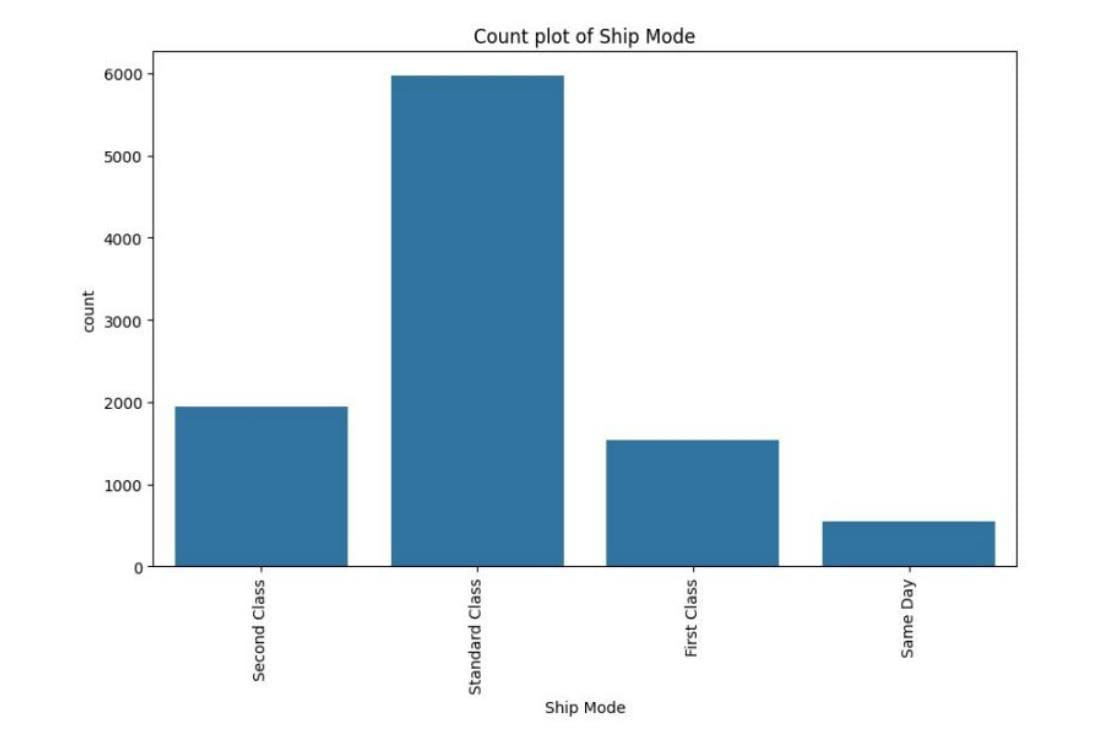 Count plot of Ship Mode
6000
5000
4000
3000
2000
1000
0
count
Second Class
Standard Class
First Class
Same Day
Ship Mode